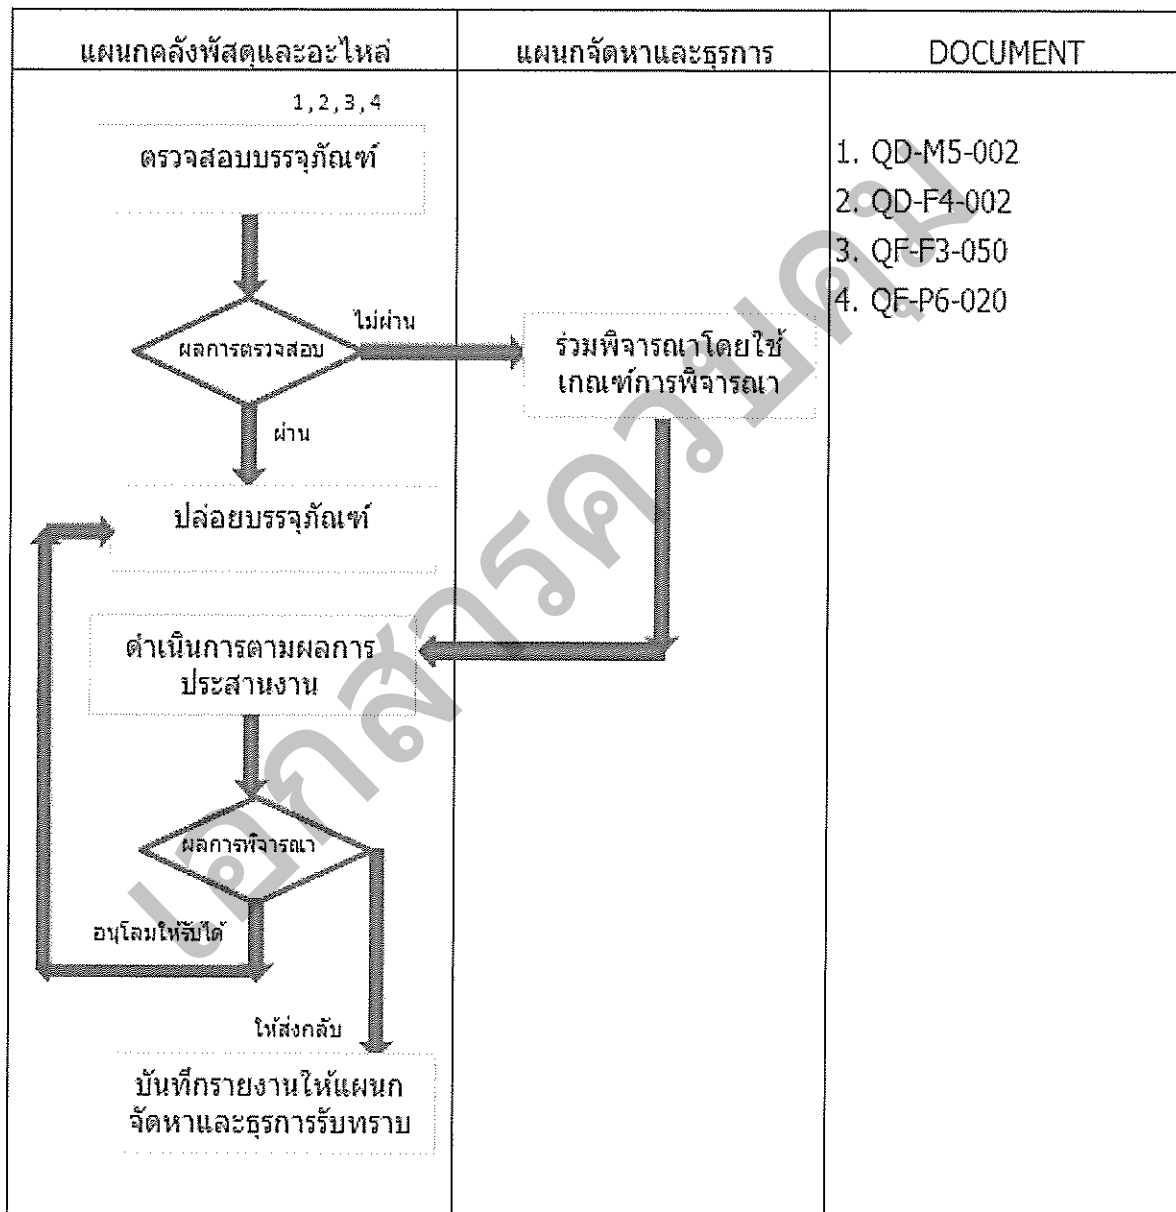 แผนกคลังพัสดุและอะไหล่
แผนกจัดหาและธุรการ
DOCUMENT
1,2,3,4
ตรวจสอบบรรจุภัณฑ์
1. QD-M5-002
2. QD-F4-002
3. QF-F3-050
4. QF-P6-020
ผลการตรวจสอบ
ไม่ผ่าน
ร่วมพิจารณาโดยใช้
เกณฑ์การพิจารณา
ผ่าน
ปล่อยบรรจุภัณฑ์
ดำเนินการตามผลการ
ประสานงาน
ผลการพิจารณา
อนุโลมให้รับได้
ให้ส่งกลับ
บันทึกรายงานให้แผนก
จัดหาและธุรการรับทราบ
เอกสารควบคุม